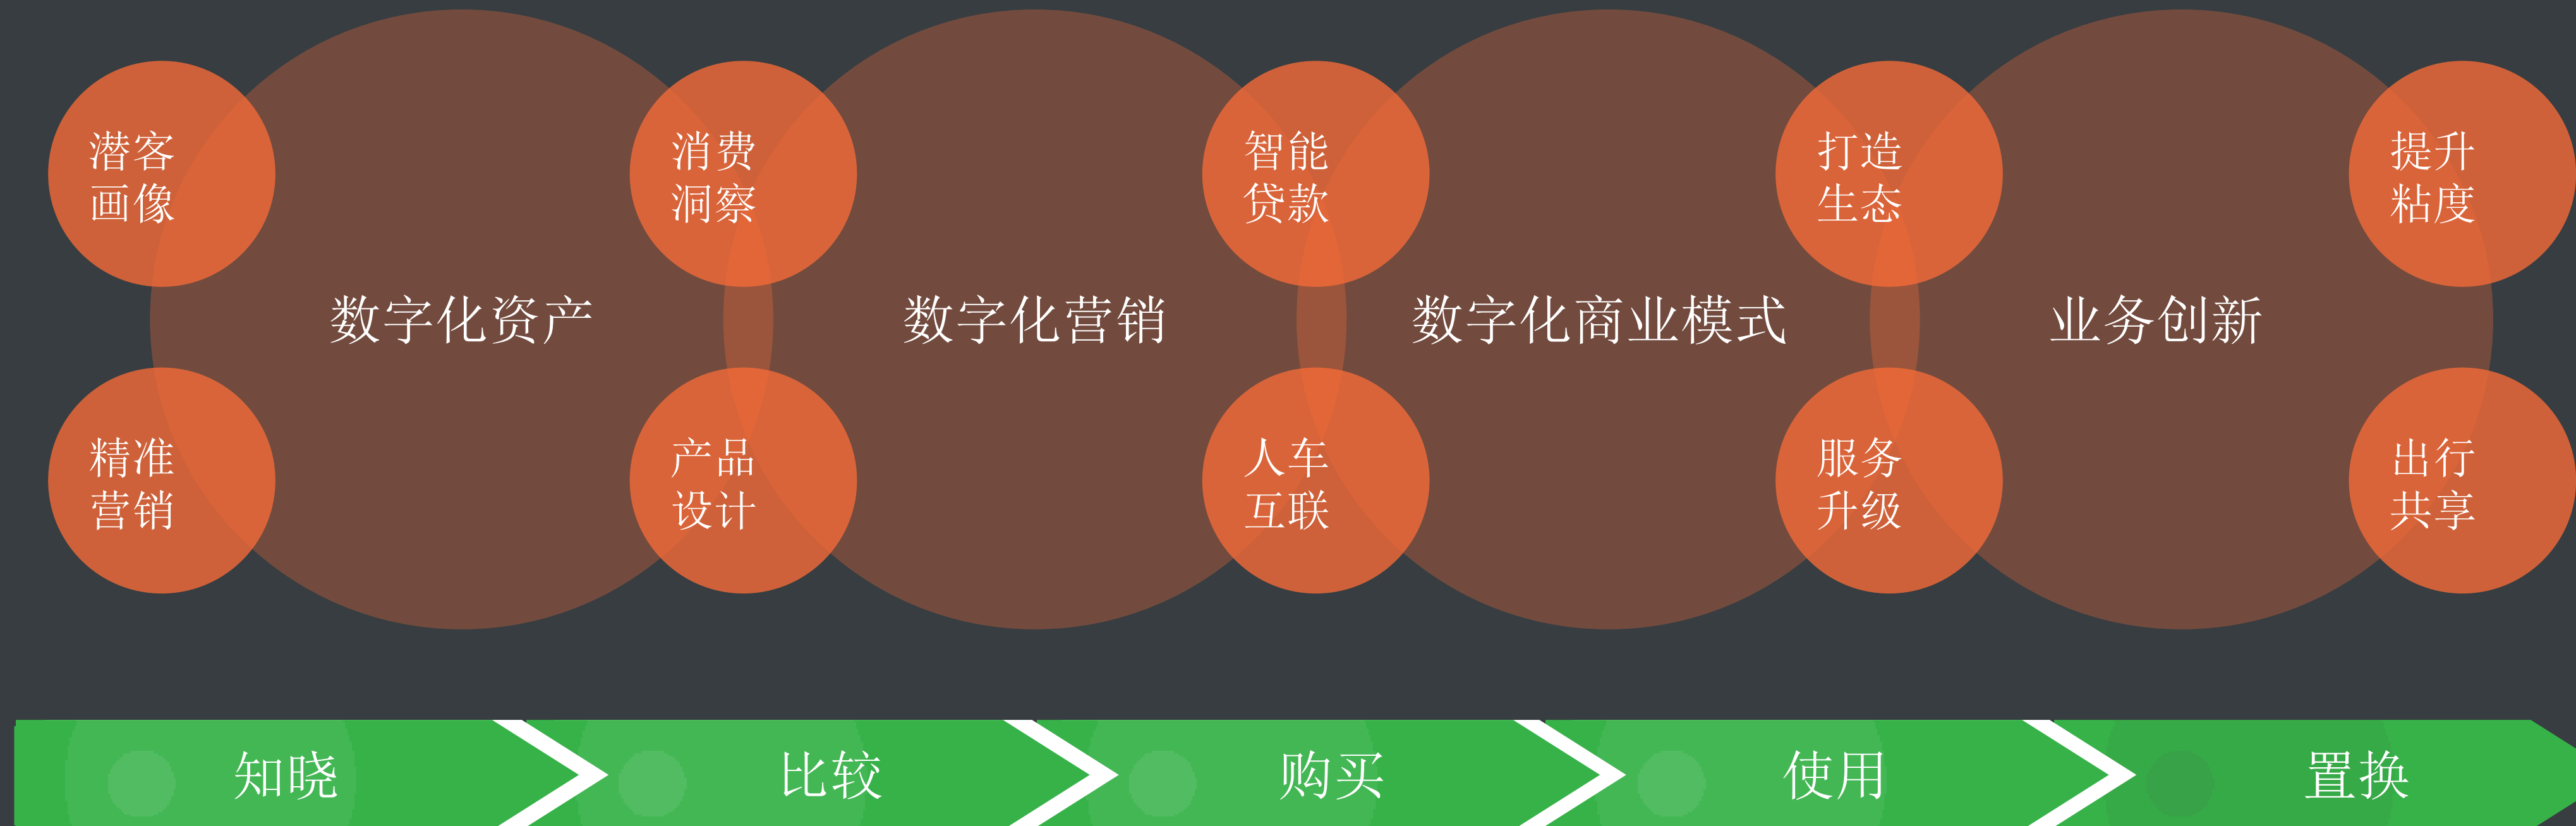 潜客
画像
消费
洞察
智能
贷款
打造
生态
提升
粘度
数字化资产
数字化营销
数字化商业模式
业务创新
精准
营销
产品
设计
人车
互联
服务
升级
出行
共享
知晓
比较
购买
使用
置换